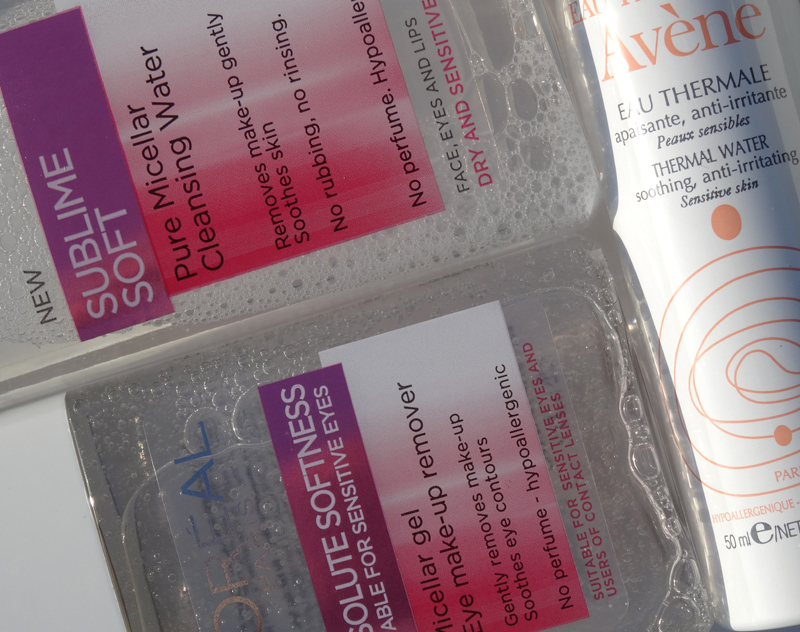 NEW
SUBLIME
SOFT
Pure Micellar
Cleansing Water
Removes make-up gently
Soothes skin
No rubbing, no rinsing.
No perfume.
FACE, EYES AND LIPS
DRY AND SENSITIVE
Avène
EAU THERMALE
apaisante, anti-irritante
Peaux sensibles
THERMAL WATER
soothing, anti-irritating
Sensitive skin
HYPOALLERGENIQUE -
50 ml e/NET
SOLUTE SOFTNESS
ABLE FOR SENSITIVE EYES
Micellar gel
Eye make-up remover
Gently removes make-up
Soothes eye contours
No perfume - hypoallergenic
SUITABLE FOR SENSITIVE EYES AND
USERS OF CONTACT LENSES